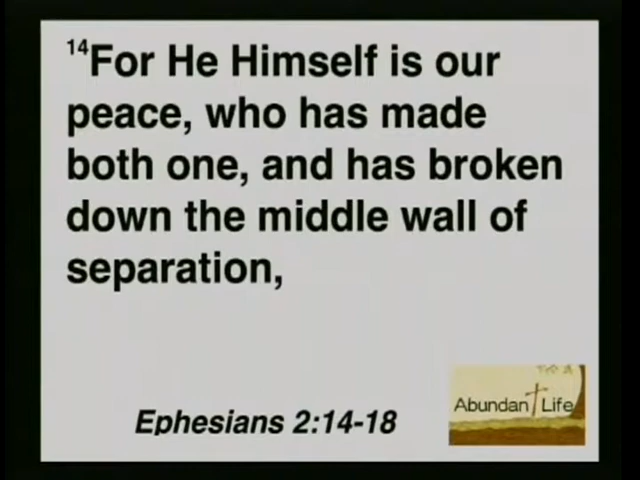 ¹⁴For He Himself is our
peace, who has made
both one, and has broken
down the middle wall of
separation,
Ephesians 2:14-18
Abundan Life